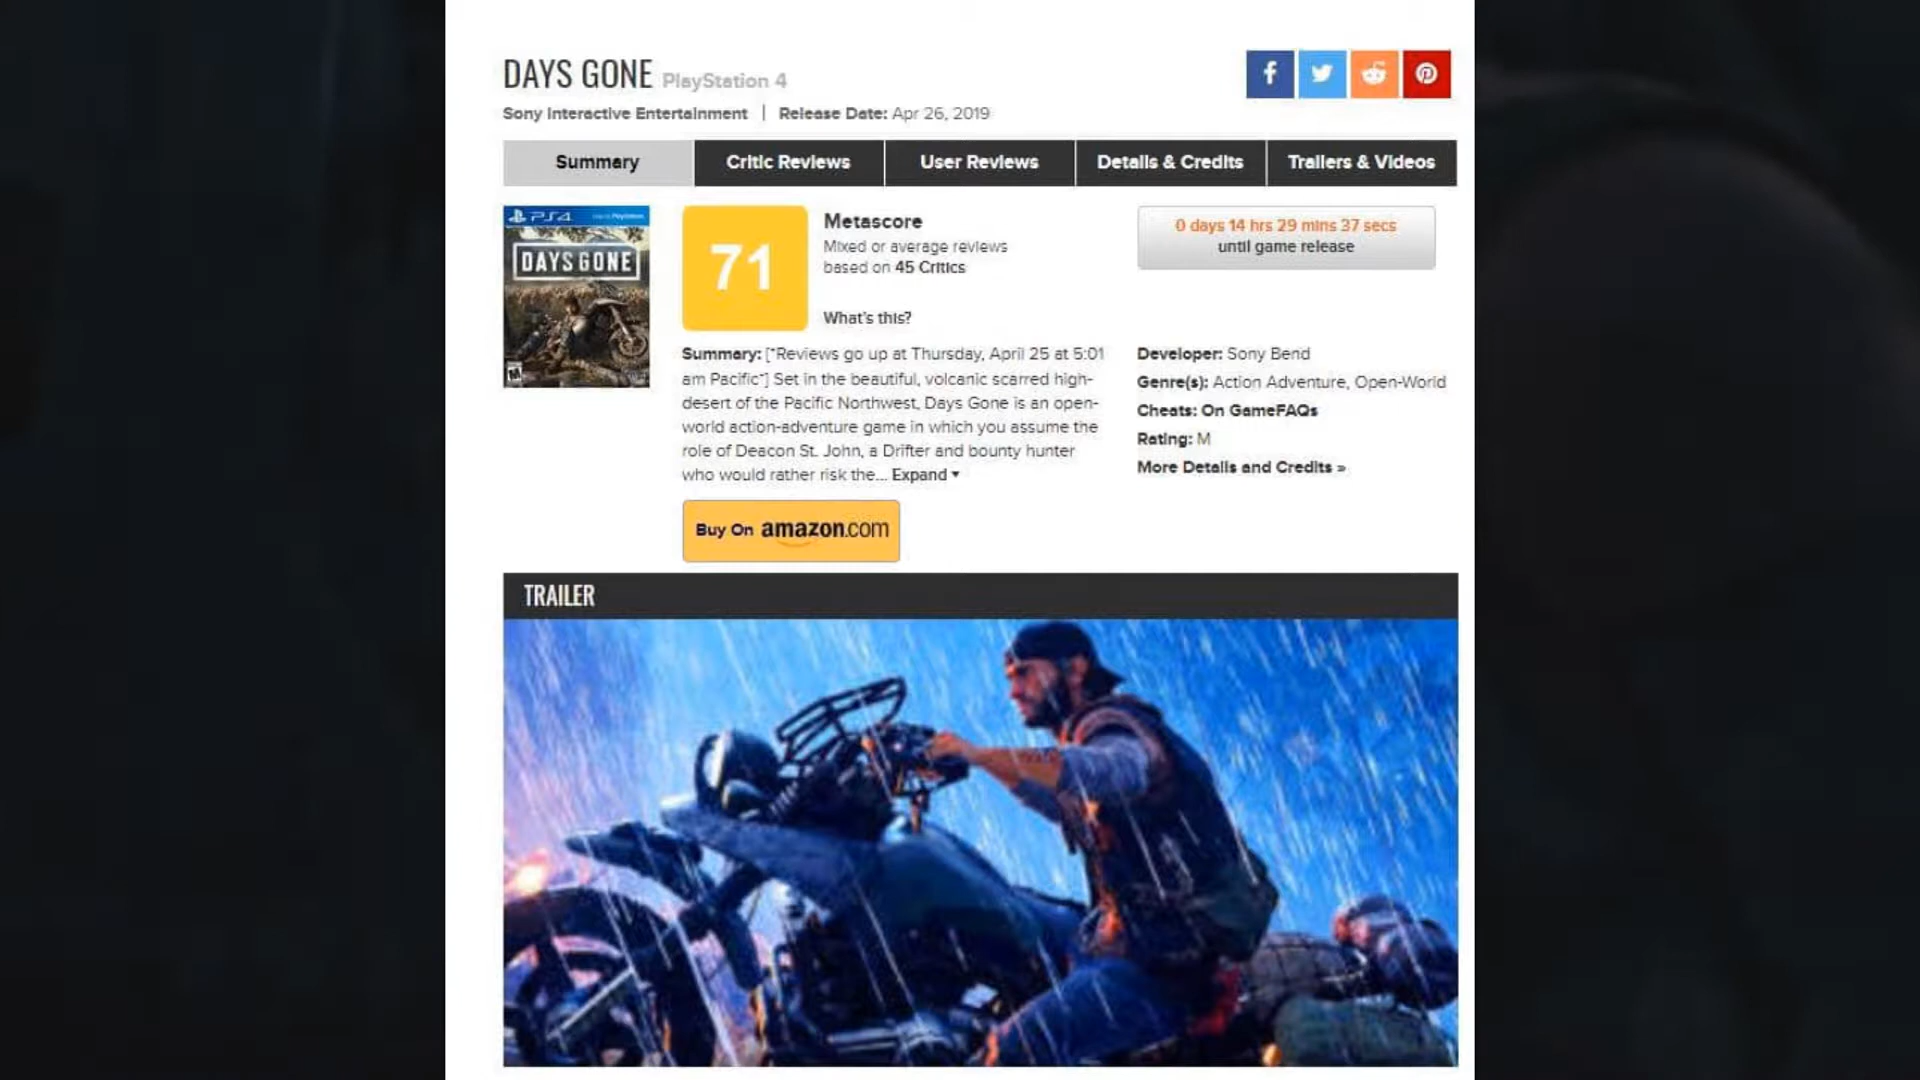 DAYS GONE PlayStation 4
Sony Interactive Entertainment | Release Date: Apr 26, 2019
Summary
Critic Reviews
User Reviews
Details & Credits
Trailers & Videos
PS4
DAYS GONE
M
71
Metascore
Mixed or average reviews
based on 45 Critics
What's this?
0 days 14 hrs 29 mins 37 secs
until game release
Summary: [*Reviews go up at Thursday, April 25 at 5:01
am Pacific*] Set in the beautiful, volcanic scarred high-
desert of the Pacific Northwest, Days Gone is an open-
world action-adventure game in which you assume the
role of Deacon St. John, a Drifter and bounty hunter
who would rather risk the... Expand ▾
Developer: Sony Bend
Genre(s): Action Adventure, Open-World
Cheats: On GameFAQs
Rating: M
More Details and Credits »
Buy On amazon.com
TRAILER